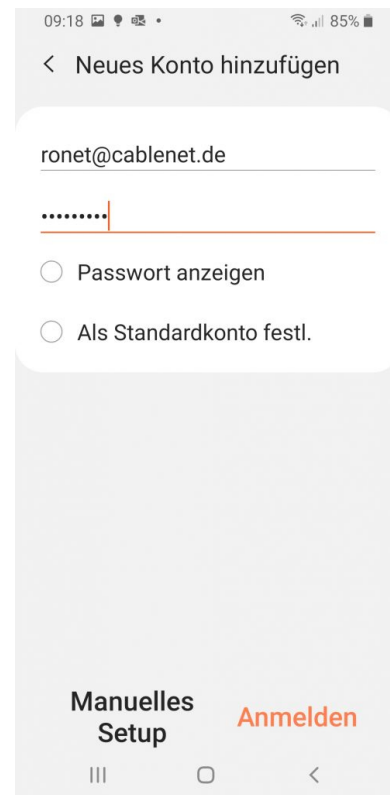 09:18 85%
Neues Konto hinzufügen
ronet@cablenet.de
•••••••••
Passwort anzeigen
Als Standardkonto festl.
Manuelles
Setup
Anmelden